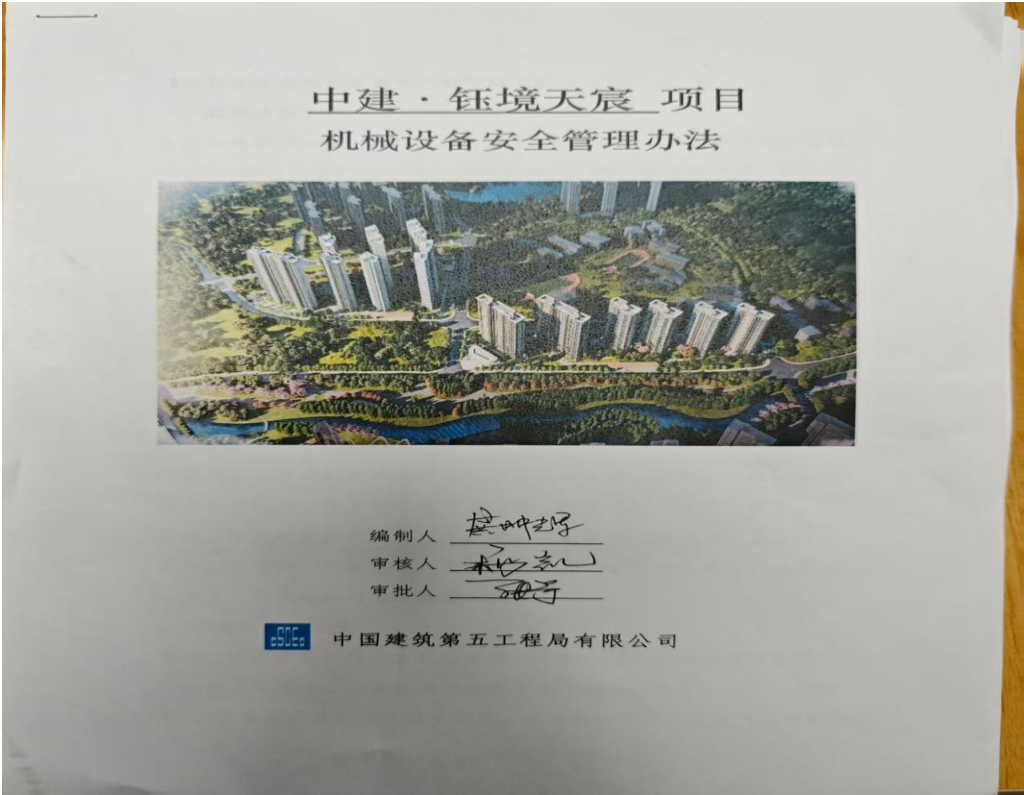 中建·钰境天宸 项目
机械设备安全管理办法
编制人
审核人
审批人
CSCEC 中国建筑第五工程局有限公司